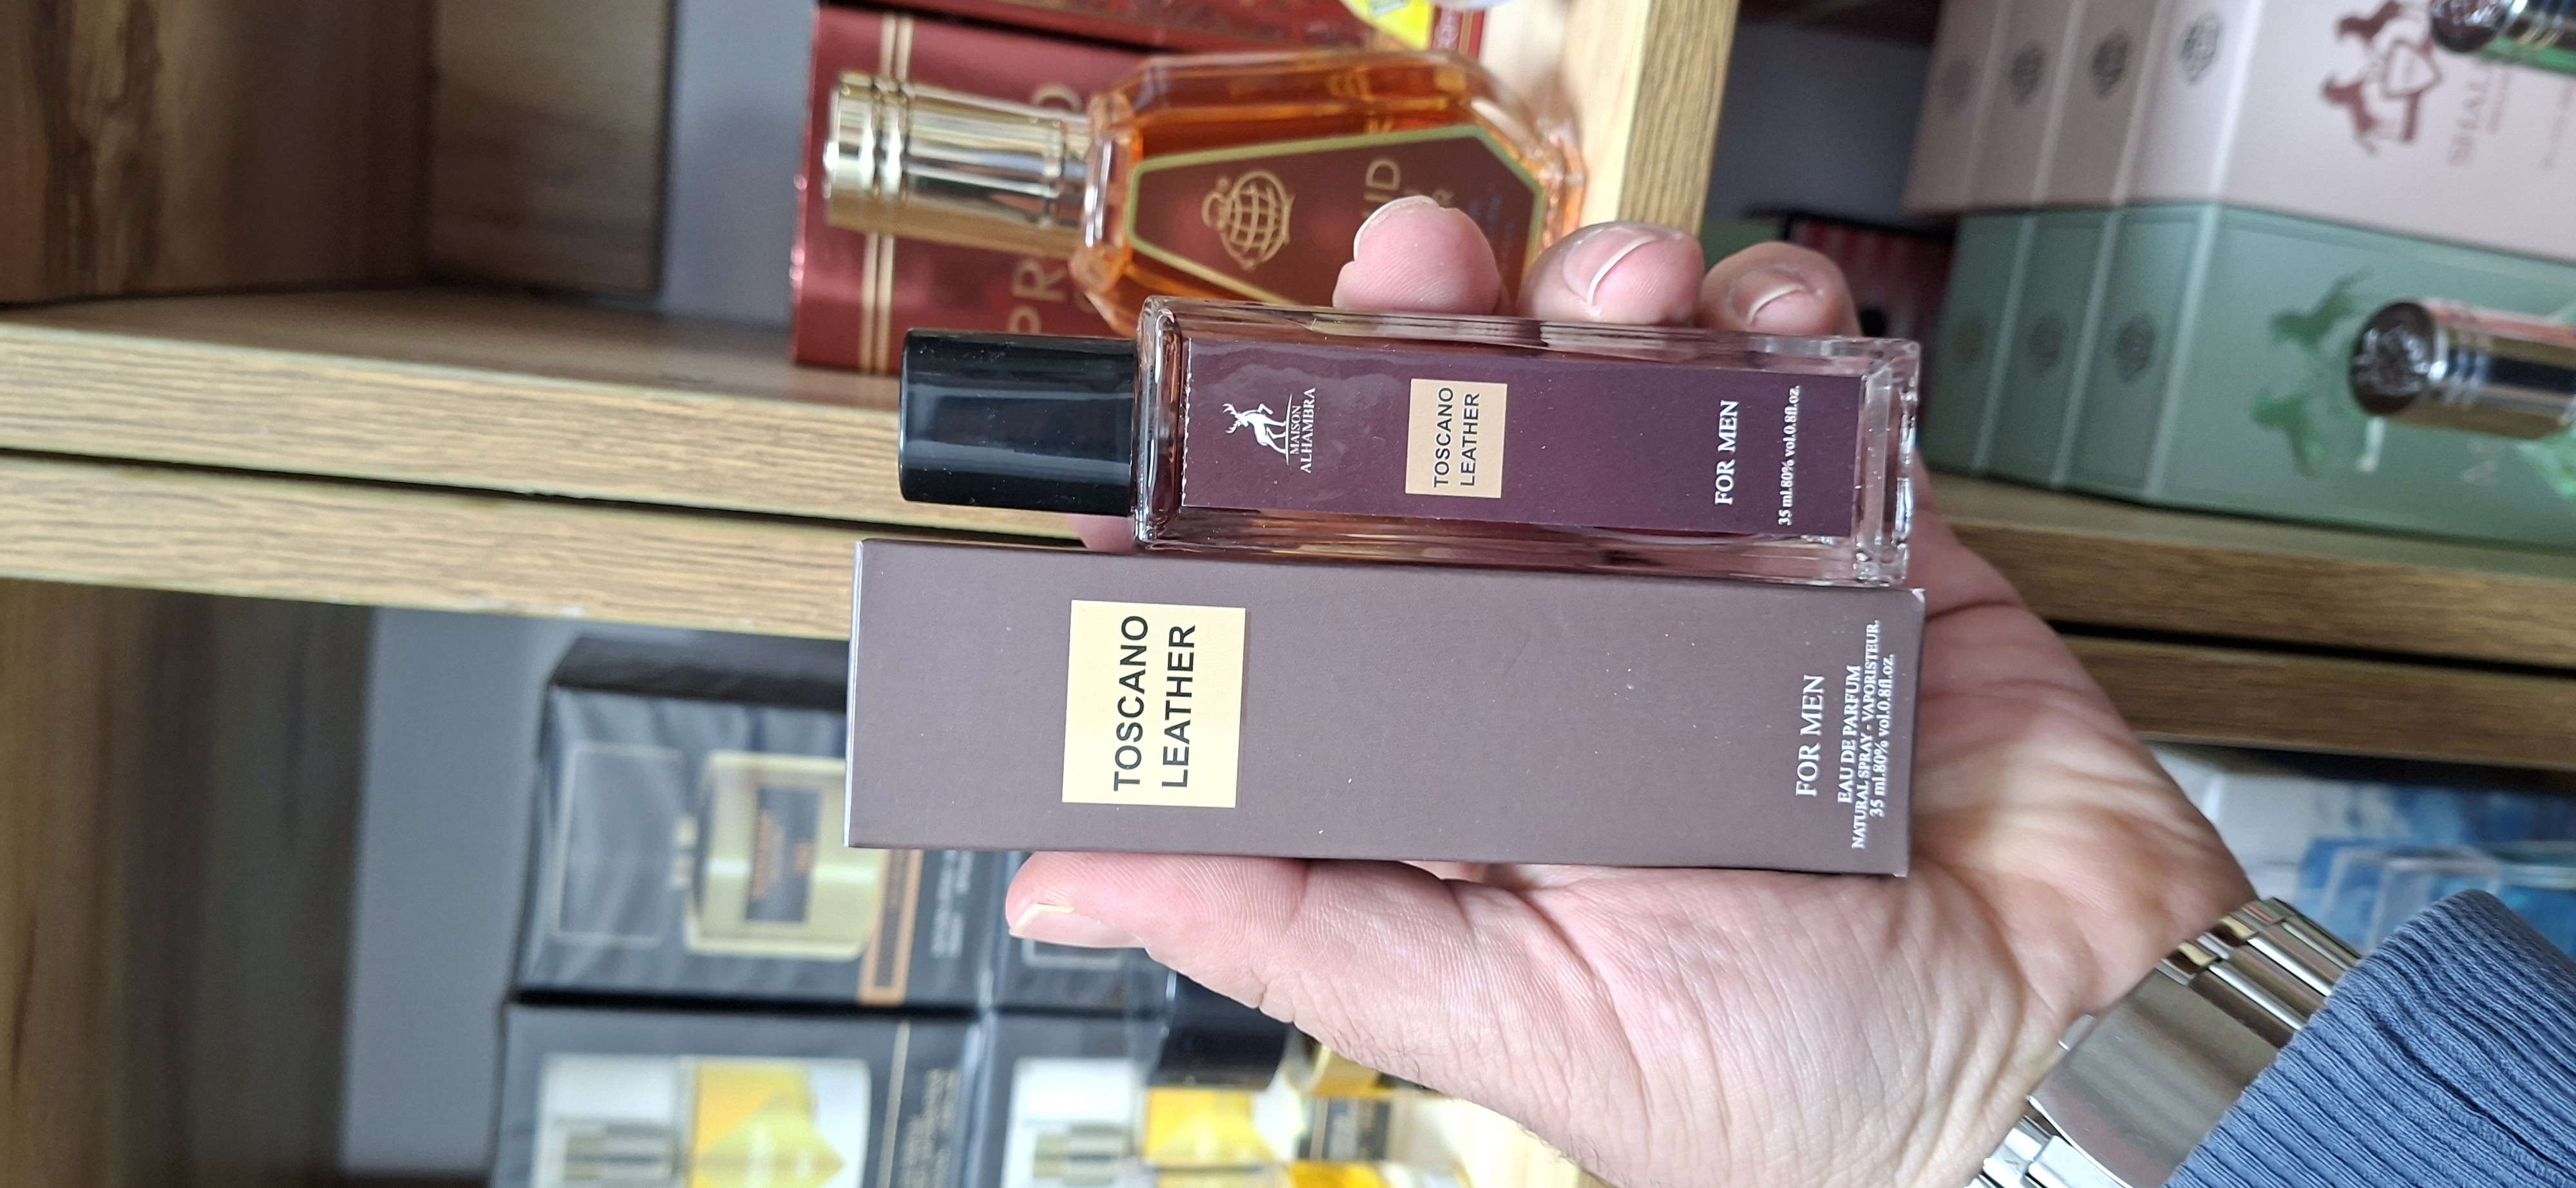 MAISON
ALHAMBRA
TOSCANO
LEATHER
FOR MEN
35 ml.80% vol.0.8fl.oz.
TOSCANO
LEATHER
FOR MEN
EAU DE PARFUM
NATURAL SPRAY - VAPORISTEUR.
35 ml.80% vol.0.8fl.oz.